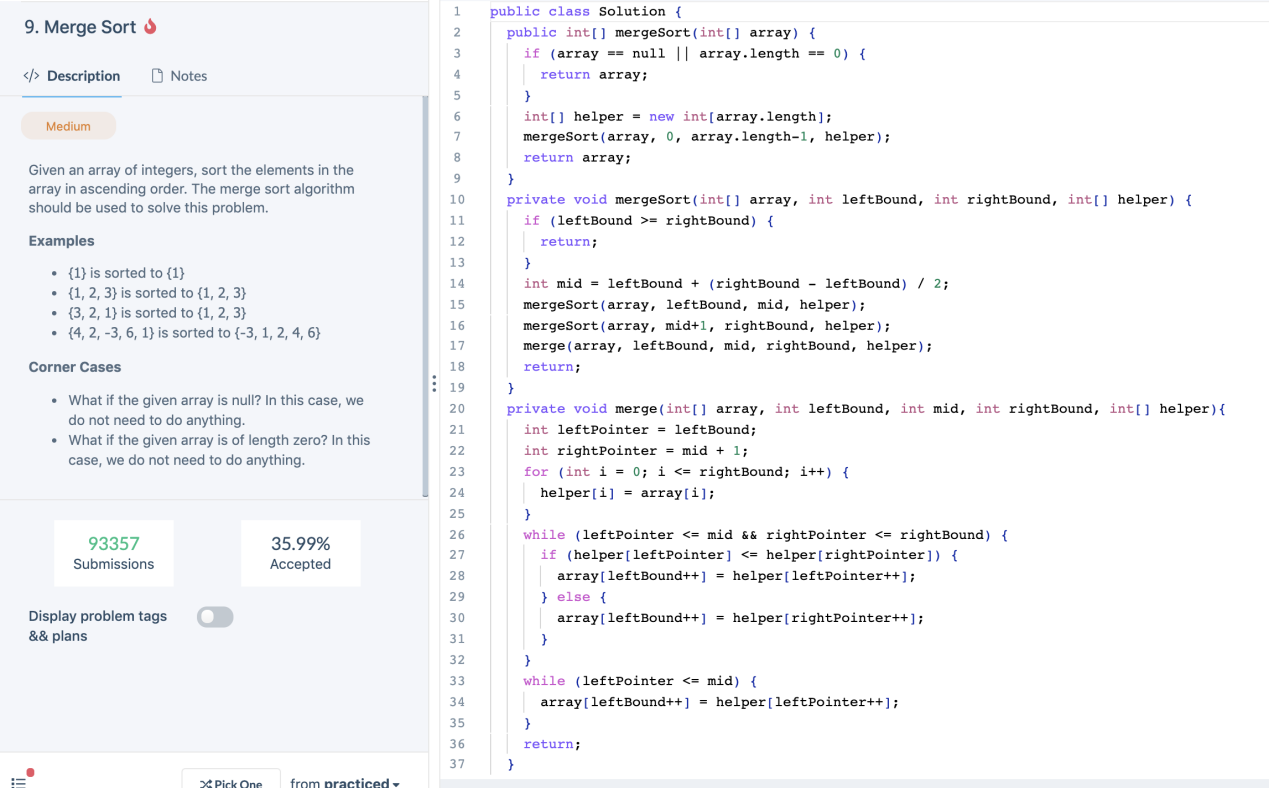 9. Merge Sort
</> Description
Notes
Medium
Given an array of integers, sort the elements in the
array in ascending order. The merge sort algorithm
should be used to solve this problem.
Examples
• {1} is sorted to {1}
• {1, 2, 3} is sorted to {1, 2, 3}
• {3, 2, 1} is sorted to {1, 2, 3}
• {4, 2, -3, 6, 1} is sorted to {-3, 1, 2, 4, 6}
Corner Cases
• What if the given array is null? In this case, we
do not need to do anything.
• What if the given array is of length zero? In this
case, we do not need to do anything.
93357
Submissions
35.99%
Accepted
Display problem tags
&& plans
Pick One
from practiced
1 public class Solution {
2 public int[] mergeSort(int[] array) {
3 if (array == null || array.length == 0) {
4 return array;
5 }
6 int[] helper = new int[array.length];
7 mergeSort(array, 0, array.length-1, helper);
8 return array;
9 }
10 private void mergeSort(int[] array, int leftBound, int rightBound, int[] helper) {
11 if (leftBound >= rightBound) {
12 return;
13 }
14 int mid = leftBound + (rightBound - leftBound) / 2;
15 mergeSort(array, leftBound, mid, helper);
16 mergeSort(array, mid+1, rightBound, helper);
17 merge(array, leftBound, mid, rightBound, helper);
18 return;
19 }
20 private void merge(int[] array, int leftBound, int mid, int rightBound, int[] helper){
21 int leftPointer = leftBound;
22 int rightPointer = mid + 1;
23 for (int i = 0; i <= rightBound; i++) {
24 helper[i] = array[i];
25 }
26 while (leftPointer <= mid && rightPointer <= rightBound) {
27 if (helper[leftPointer] <= helper[rightPointer]) {
28 array[leftBound++] = helper[leftPointer++];
29 } else {
30 array[leftBound++] = helper[rightPointer++];
31 }
32 }
33 while (leftPointer <= mid) {
34 array[leftBound++] = helper[leftPointer++];
35 }
36 return;
37 }